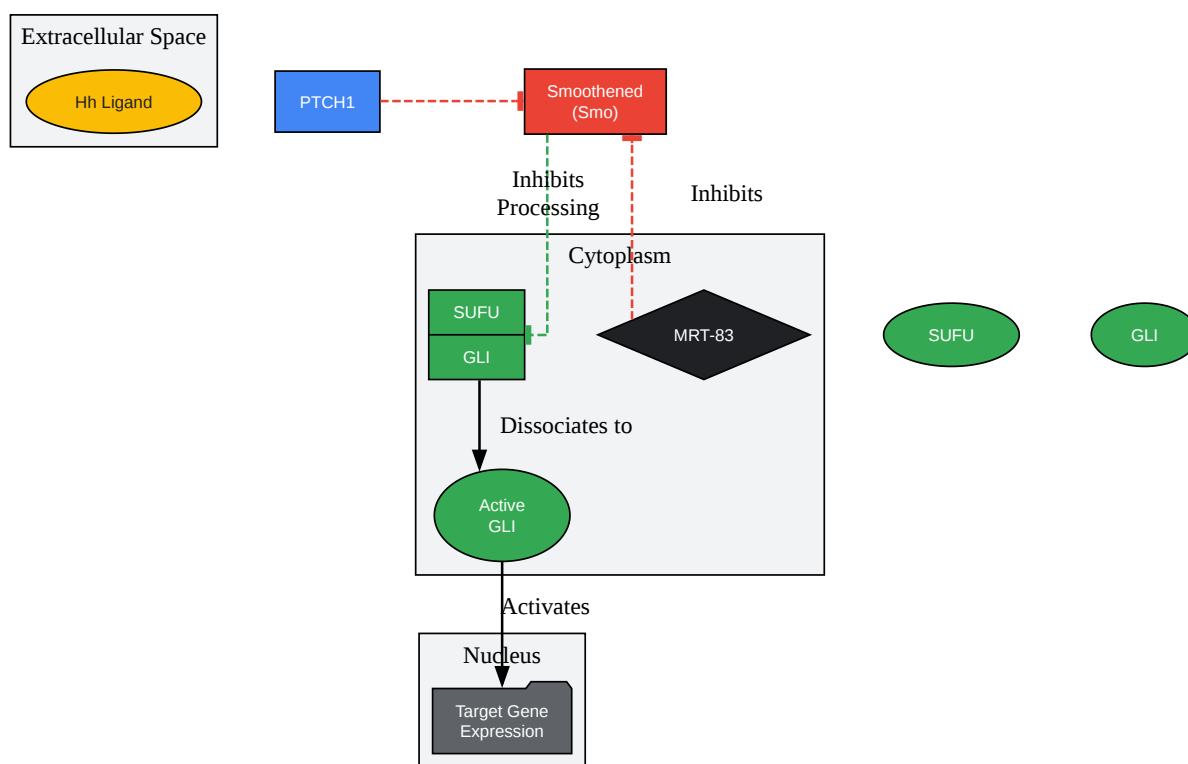 Extracellular Space
Hh Ligand
PTCH1
Smoothened
(Smo)
Inhibits
Processing
Inhibits
Cytoplasm
SUFU
GLI
MRT-83
SUFU
GLI
Dissociates to
Active
GLI
Activates
Nucleus
Target Gene
Expression